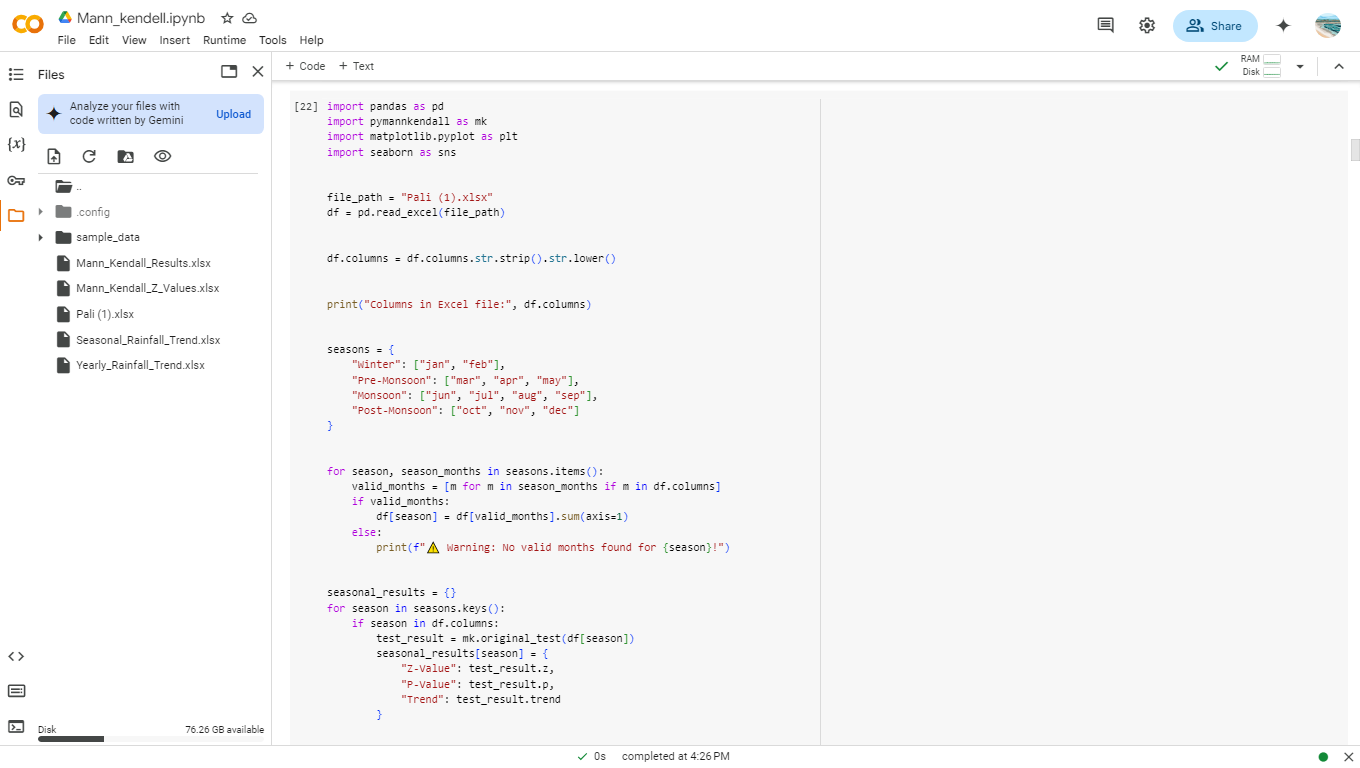 Mann_kendell.ipynb
File Edit View Insert Runtime Tools Help
Share
Files
Analyze your files with
code written by Gemini
Upload
..
.config
sample_data
Mann_Kendall_Results.xlsx
Mann_Kendall_Z_Values.xlsx
Pali (1).xlsx
Seasonal_Rainfall_Trend.xlsx
Yearly_Rainfall_Trend.xlsx
Disk 76.26 GB available
+ Code + Text
RAM
Disk
[22] import pandas as pd
import pymannkendall as mk
import matplotlib.pyplot as plt
import seaborn as sns
file_path = "Pali (1).xlsx"
df = pd.read_excel(file_path)
df.columns = df.columns.str.strip().str.lower()
print("Columns in Excel file:", df.columns)
seasons = {
"Winter": ["jan", "feb"],
"Pre-Monsoon": ["mar", "apr", "may"],
"Monsoon": ["jun", "jul", "aug", "sep"],
"Post-Monsoon": ["oct", "nov", "dec"]
}
for season, season_months in seasons.items():
valid_months = [m for m in season_months if m in df.columns]
if valid_months:
df[season] = df[valid_months].sum(axis=1)
else:
print(f"⚠️ Warning: No valid months found for {season}!")
seasonal_results = {}
for season in seasons.keys():
if season in df.columns:
test_result = mk.original_test(df[season])
seasonal_results[season] = {
"Z-Value": test_result.z,
"P-Value": test_result.p,
"Trend": test_result.trend
}
0s completed at 4:26 PM